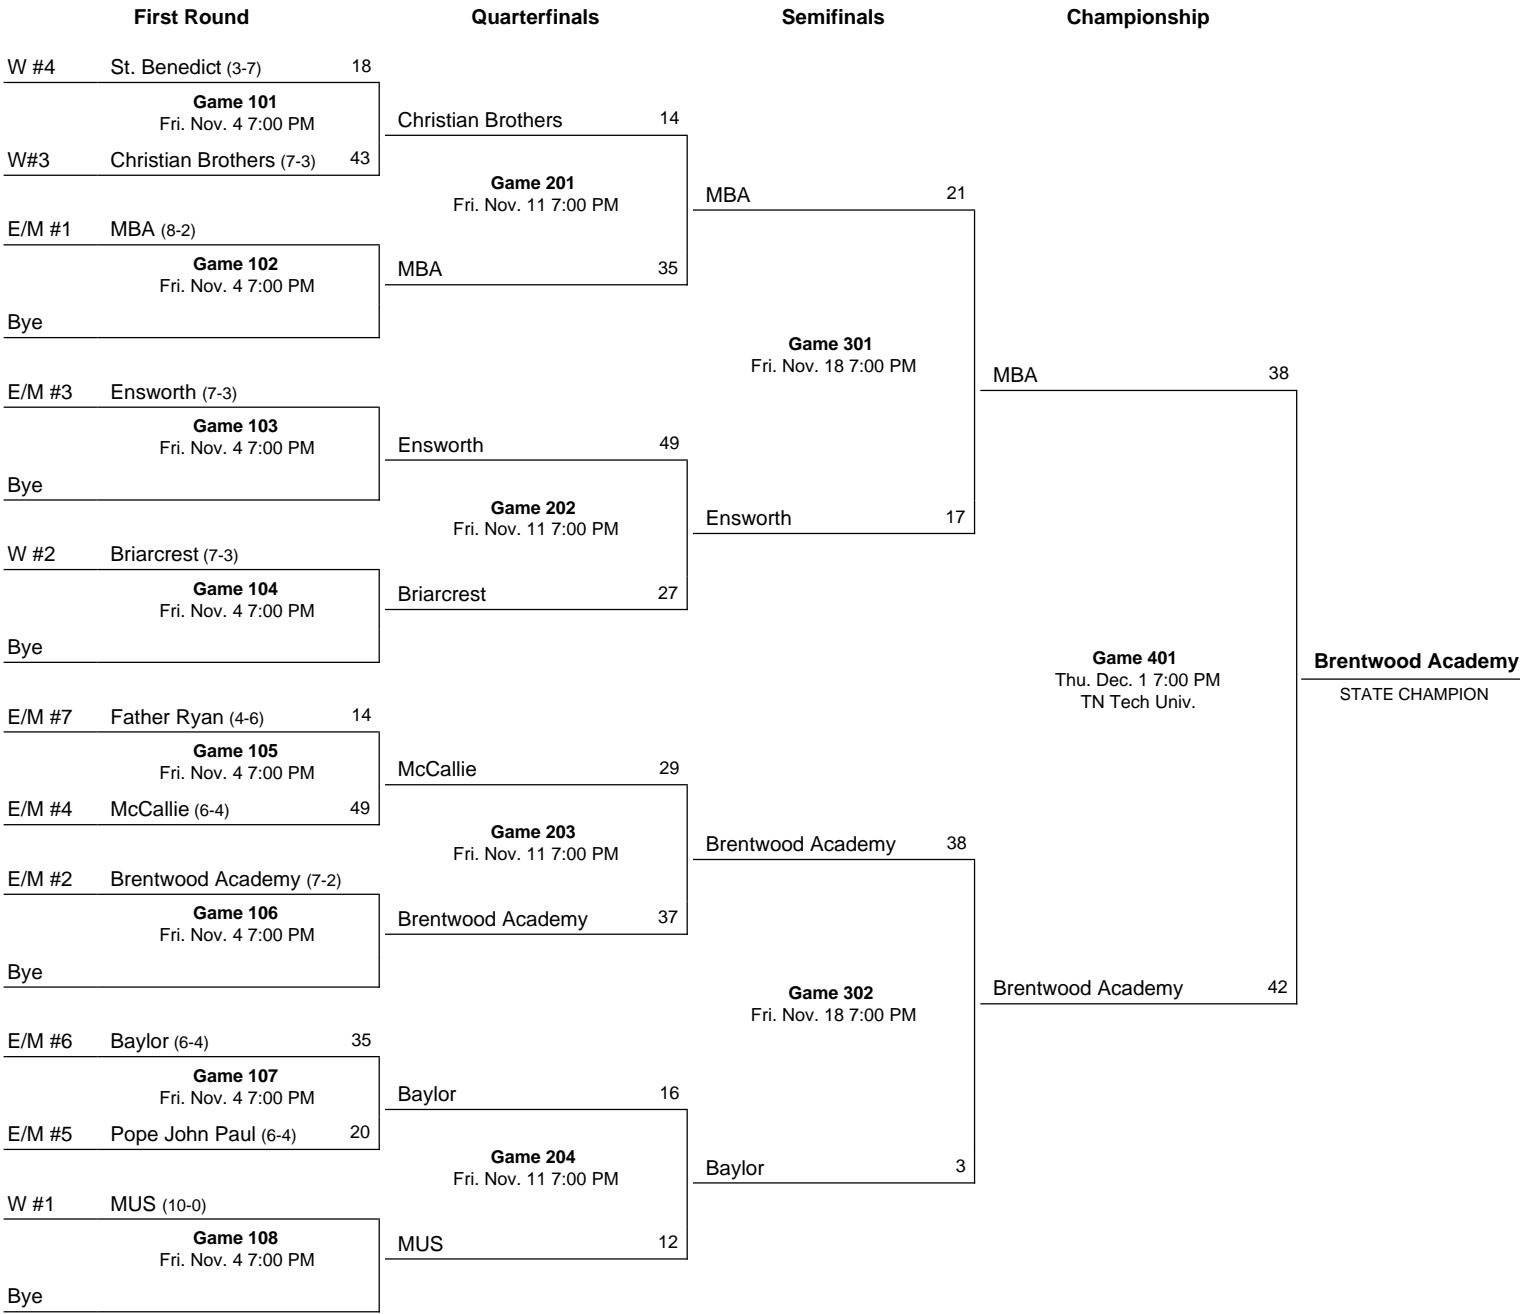 First Round Quarterfinals Semifinals Championship
W #4 St. Benedict (3-7) 18
Game 101
Fri. Nov. 4 7:00 PM
W#3 Christian Brothers (7-3) 43
E/M #1 MBA (8-2)
Game 102
Fri. Nov. 4 7:00 PM
Bye
E/M #3 Ensworth (7-3)
Game 103
Fri. Nov. 4 7:00 PM
Bye
W #2 Briarcrest (7-3)
Game 104
Fri. Nov. 4 7:00 PM
Bye
E/M #7 Father Ryan (4-6) 14
Game 105
Fri. Nov. 4 7:00 PM
E/M #4 McCallie (6-4) 49
E/M #2 Brentwood Academy (7-2)
Game 106
Fri. Nov. 4 7:00 PM
Bye
E/M #6 Baylor (6-4) 35
Game 107
Fri. Nov. 4 7:00 PM
E/M #5 Pope John Paul (6-4) 20
W #1 MUS (10-0)
Game 108
Fri. Nov. 4 7:00 PM
Bye
Christian Brothers 14
Game 201
Fri. Nov. 11 7:00 PM
MBA 35
Ensworth 49
Game 202
Fri. Nov. 11 7:00 PM
Briarcrest 27
McCallie 29
Game 203
Fri. Nov. 11 7:00 PM
Brentwood Academy 37
Baylor 16
Game 204
Fri. Nov. 11 7:00 PM
MUS 12
MBA 21
Game 301
Fri. Nov. 18 7:00 PM
Ensworth 17
Brentwood Academy 38
Game 302
Fri. Nov. 18 7:00 PM
Baylor 3
MBA 38
Game 401
Thu. Dec. 1 7:00 PM
TN Tech Univ.
Brentwood Academy 42
Brentwood Academy
STATE CHAMPION